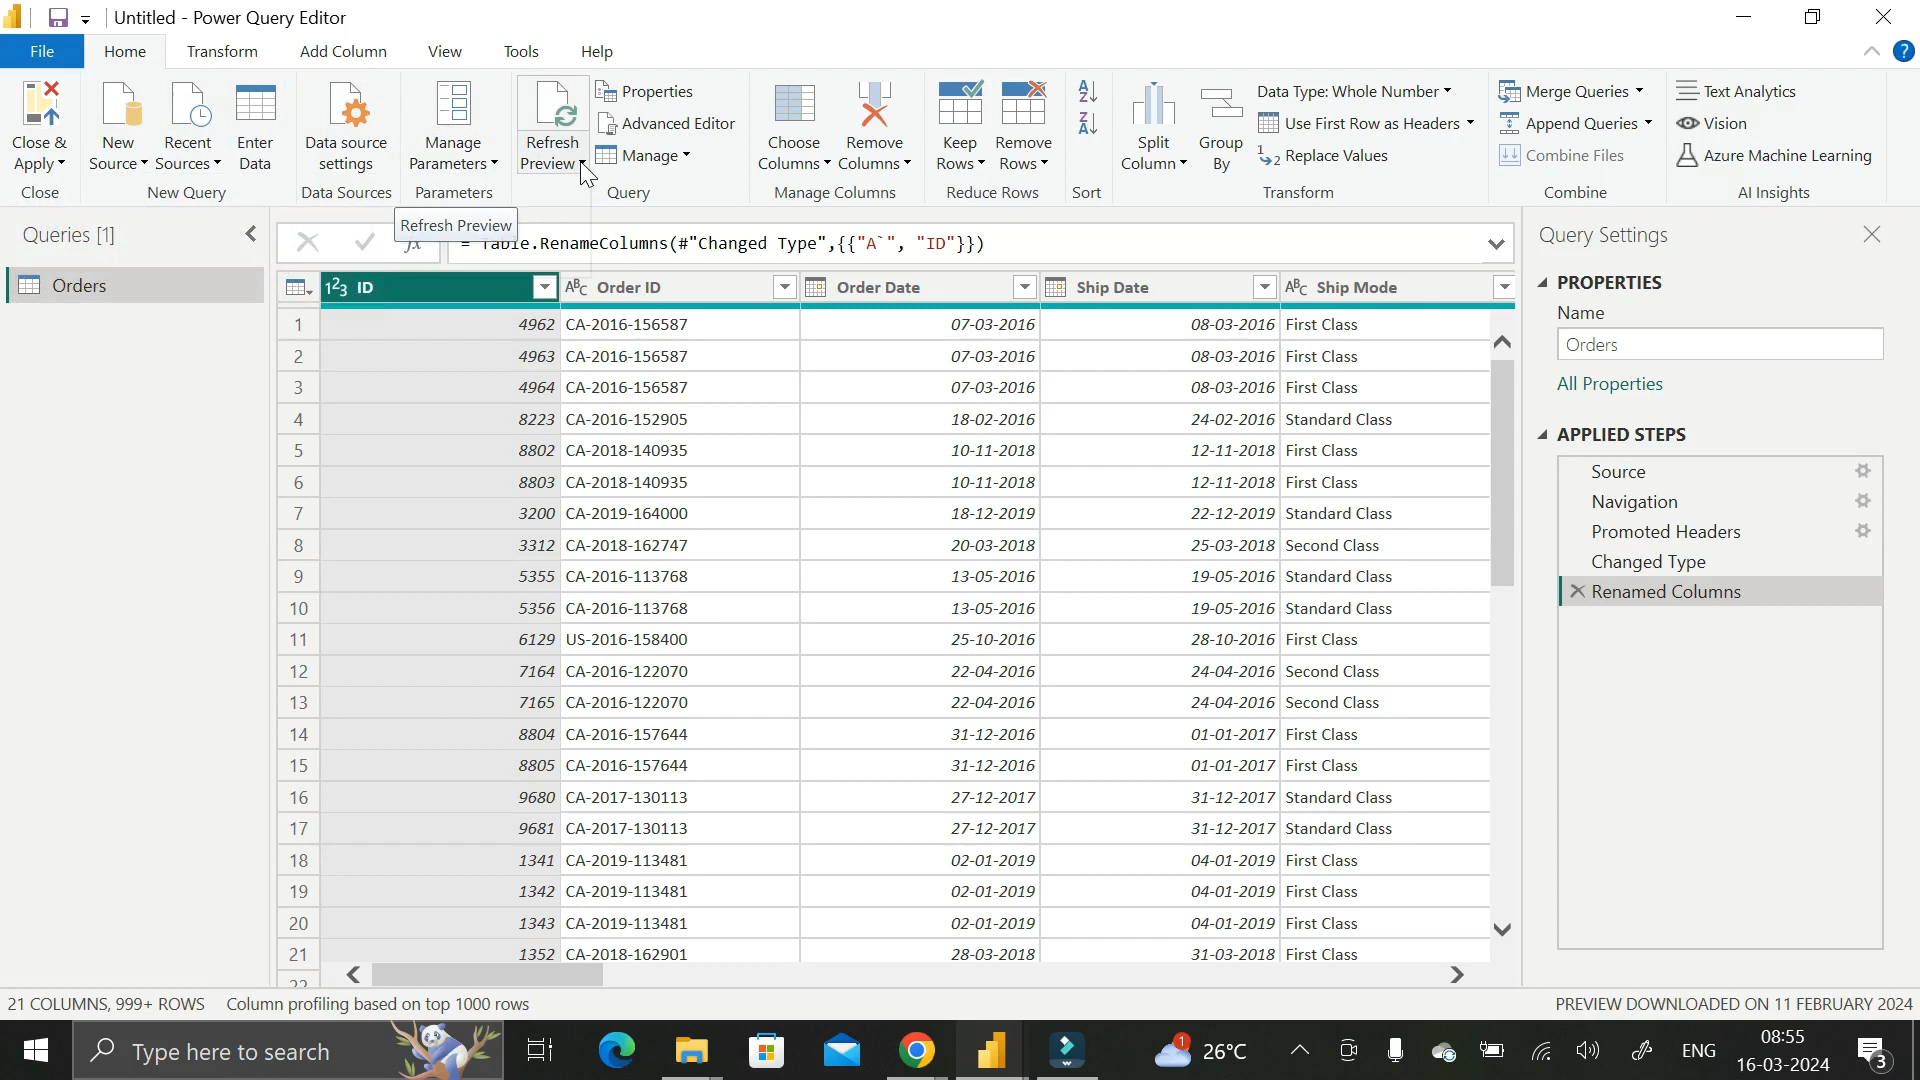 Untitled - Power Query Editor
File Home Transform Add Column View Tools Help
Close & Apply
Close
New Source
Recent Sources
Enter Data
New Query
Data source settings
Data Sources
Manage Parameters
Parameters
Refresh Preview
Properties
Advanced Editor
Manage
Query
Choose Columns
Remove Columns
Manage Columns
Keep Rows
Remove Rows
Reduce Rows
Sort
Split Column
Group By
Data Type: Whole Number
Use First Row as Headers
Replace Values
Transform
Merge Queries
Append Queries
Combine Files
Combine
Text Analytics
Vision
Azure Machine Learning
AI Insights
Queries [1]
Orders
Refresh Preview
= Table.RenameColumns(#"Changed Type",{{"A`", "ID"}})
1²3 ID ABC Order ID Order Date Ship Date ABC Ship Mode
1 4962 CA-2016-156587 07-03-2016 08-03-2016 First Class
2 4963 CA-2016-156587 07-03-2016 08-03-2016 First Class
3 4964 CA-2016-156587 07-03-2016 08-03-2016 First Class
4 8223 CA-2016-152905 18-02-2016 24-02-2016 Standard Class
5 8802 CA-2018-140935 10-11-2018 12-11-2018 First Class
6 8803 CA-2018-140935 10-11-2018 12-11-2018 First Class
7 3200 CA-2019-164000 18-12-2019 22-12-2019 Standard Class
8 3312 CA-2018-162747 20-03-2018 25-03-2018 Second Class
9 5355 CA-2016-113768 13-05-2016 19-05-2016 Standard Class
10 5356 CA-2016-113768 13-05-2016 19-05-2016 Standard Class
11 6129 US-2016-158400 25-10-2016 28-10-2016 First Class
12 7164 CA-2016-122070 22-04-2016 24-04-2016 Second Class
13 7165 CA-2016-122070 22-04-2016 24-04-2016 Second Class
14 8804 CA-2016-157644 31-12-2016 01-01-2017 First Class
15 8805 CA-2016-157644 31-12-2016 01-01-2017 First Class
16 9680 CA-2017-130113 27-12-2017 31-12-2017 Standard Class
17 9681 CA-2017-130113 27-12-2017 31-12-2017 Standard Class
18 1341 CA-2019-113481 02-01-2019 04-01-2019 First Class
19 1342 CA-2019-113481 02-01-2019 04-01-2019 First Class
20 1343 CA-2019-113481 02-01-2019 04-01-2019 First Class
21 1352 CA-2018-162901 28-03-2018 31-03-2018 First Class
22
Query Settings
PROPERTIES
Name
Orders
All Properties
APPLIED STEPS
Source
Navigation
Promoted Headers
Changed Type
Renamed Columns
21 COLUMNS, 999+ ROWS Column profiling based on top 1000 rows
PREVIEW DOWNLOADED ON 11 FEBRUARY 2024
Type here to search
1 26°C
ENG
08:55
16-03-2024
3